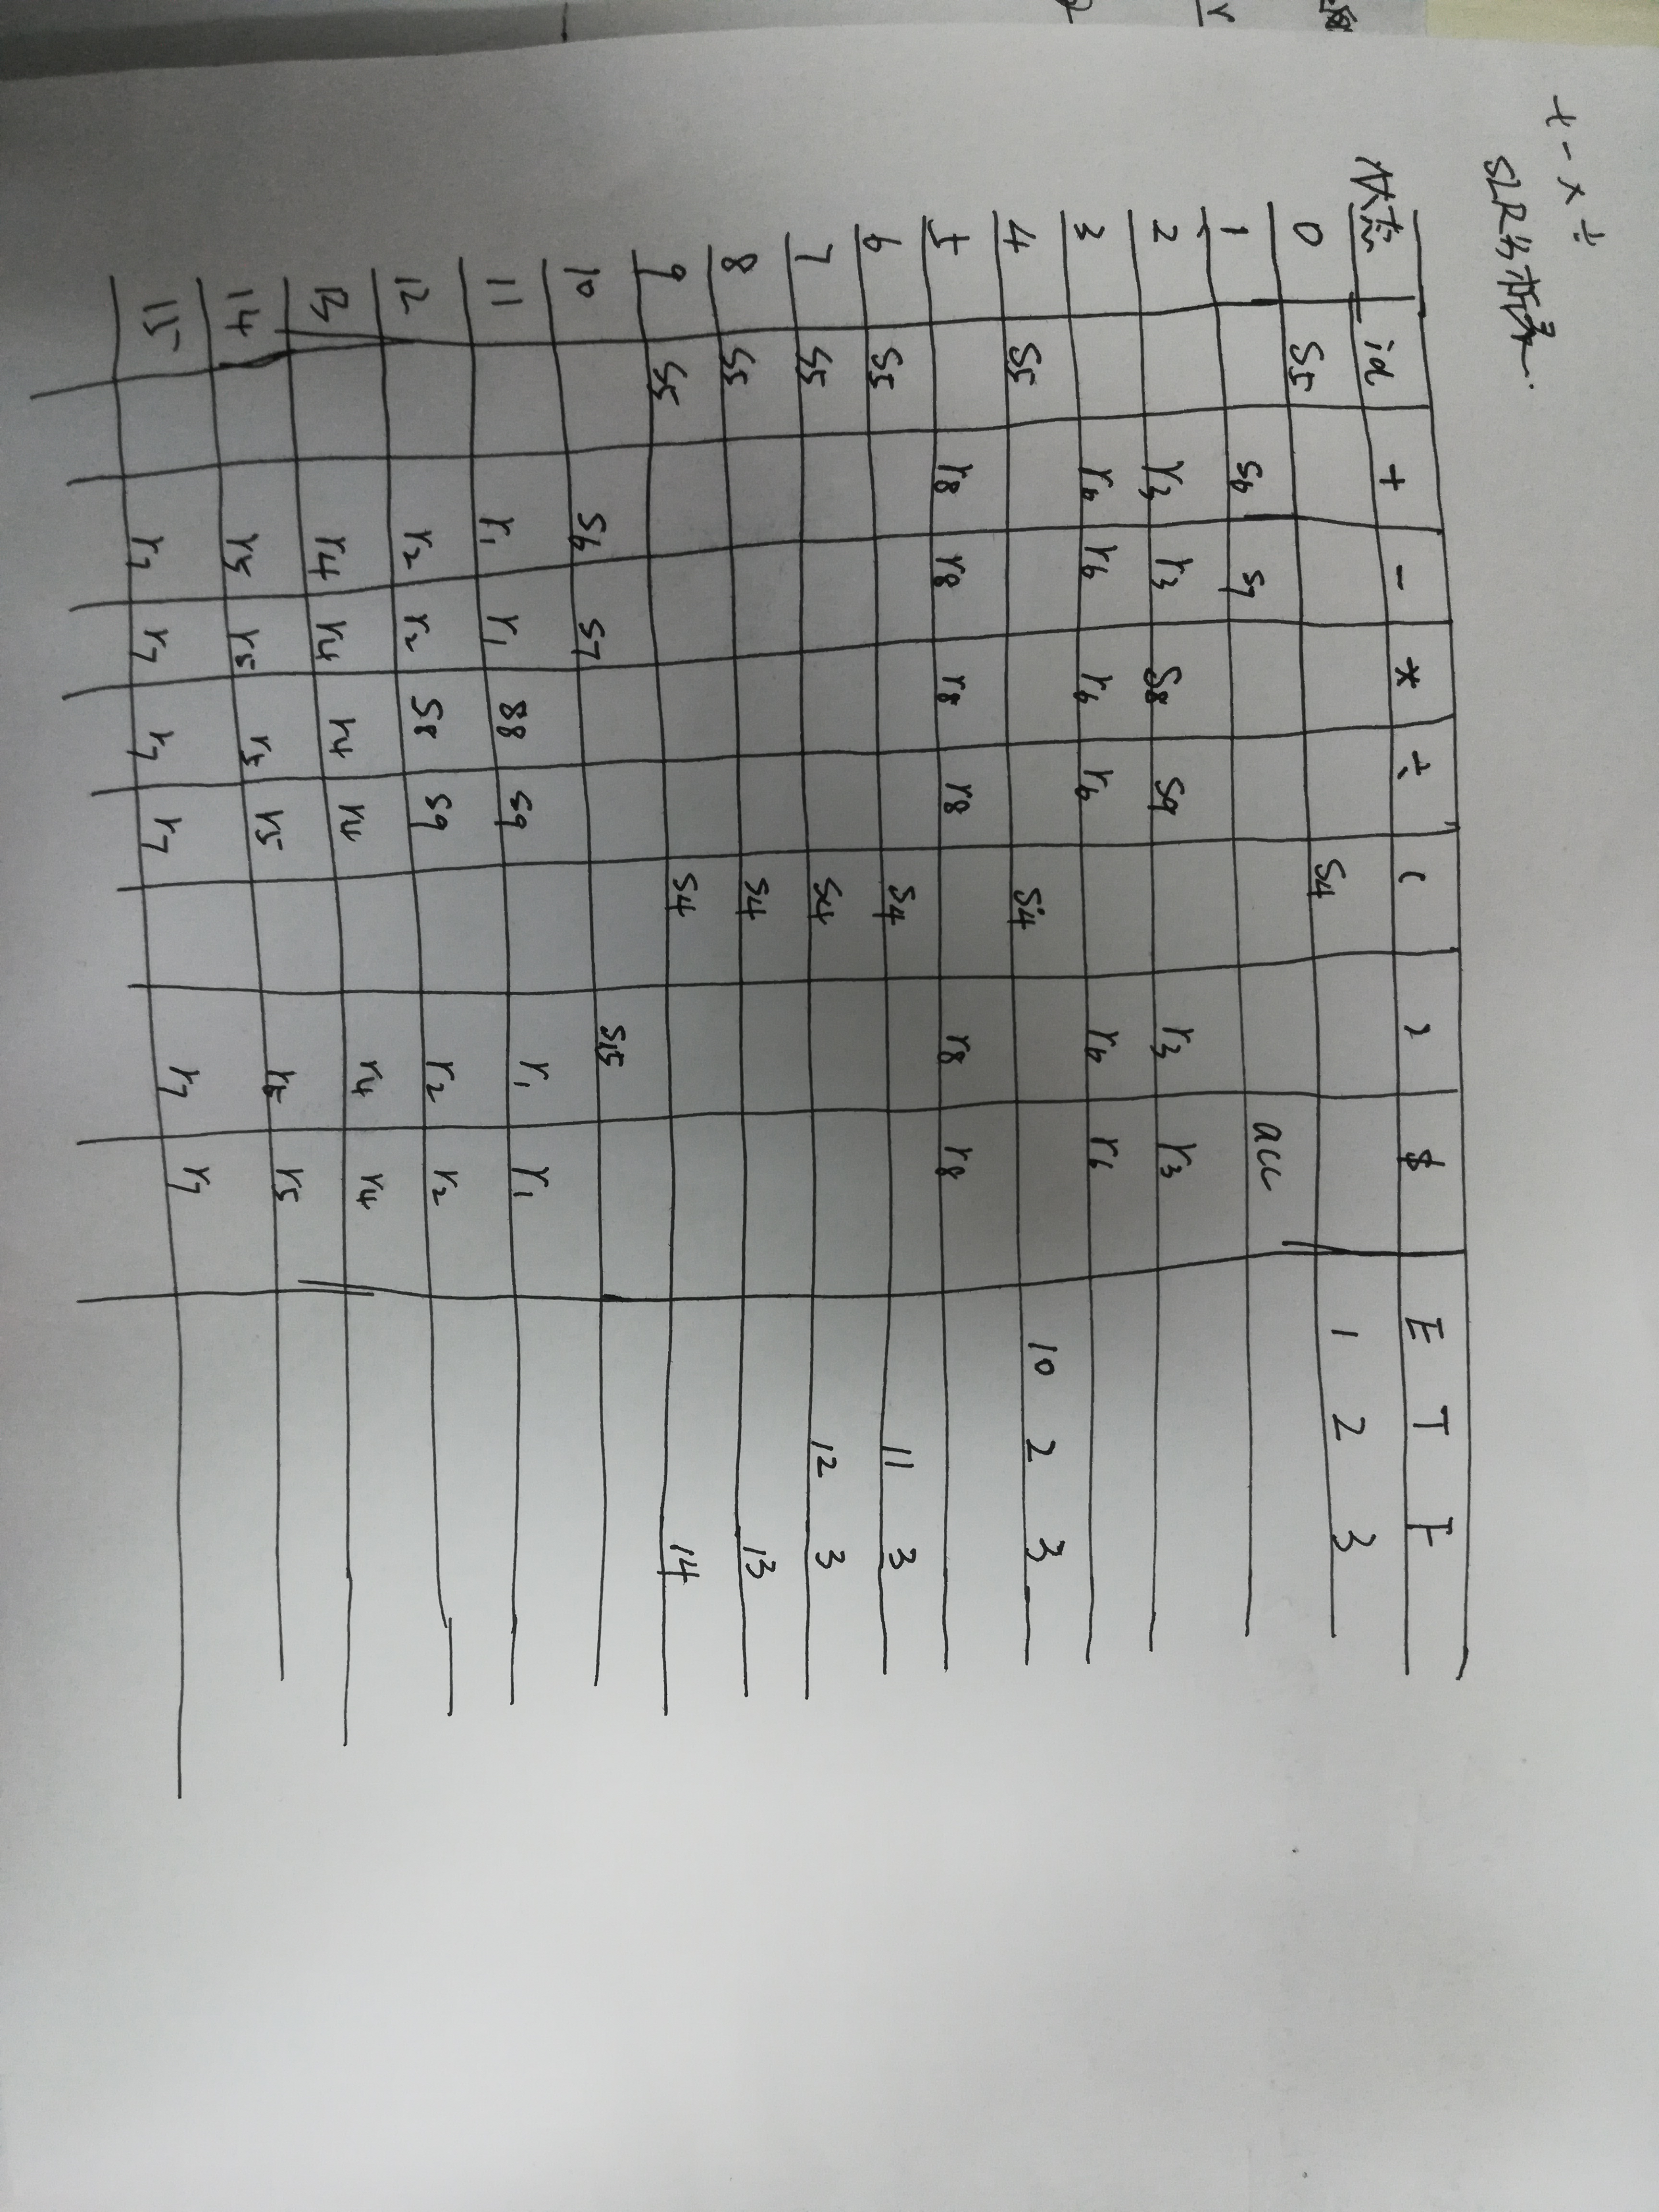 + - × ÷
SLR分析表.
状态 id + - * ÷ ( ) $ E T F
0 S5 S4 1 2 3
1 S6 S7 acc
2 r3 r3 S8 S9 r3 r3
3 r6 r6 r6 r6 r6 r6
4 S5 S4 10 2 3
5 r8 r8 r8 r8 r8 r8
6 S5 S4 11 3
7 S5 S4 12 3
8 S5 S4 13
9 S5 S4 14
10 S6 S7 S15
11 r1 r1 S8 S9 r1 r1
12 r2 r2 S8 S9 r2 r2
13 r4 r4 r4 r4 r4 r4
14 r5 r5 r5 r5 r5 r5
15 r7 r7 r7 r7 r7 r7